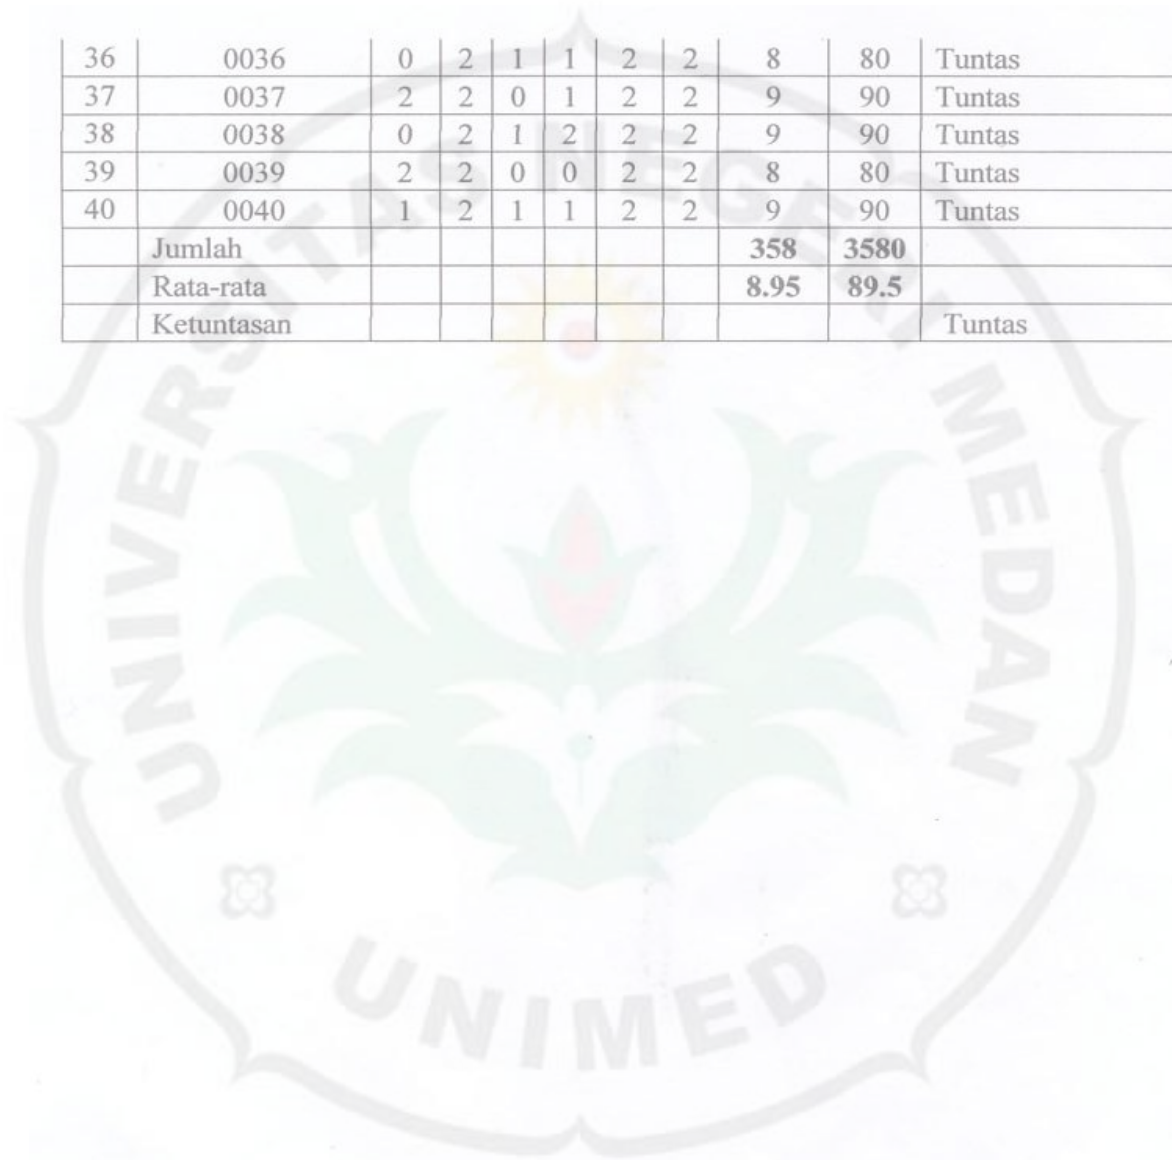 36 0036 0 2 1 1 2 2 8 80 Tuntas
37 0037 2 2 0 1 2 2 9 90 Tuntas
38 0038 0 2 1 2 2 2 9 90 Tuntas
39 0039 2 2 0 0 2 2 8 80 Tuntas
40 0040 1 2 1 1 2 2 9 90 Tuntas
Jumlah 358 3580
Rata-rata 8.95 89.5
Ketuntasan Tuntas
UNIVERSITAS NEGERI MEDAN
UNIMED